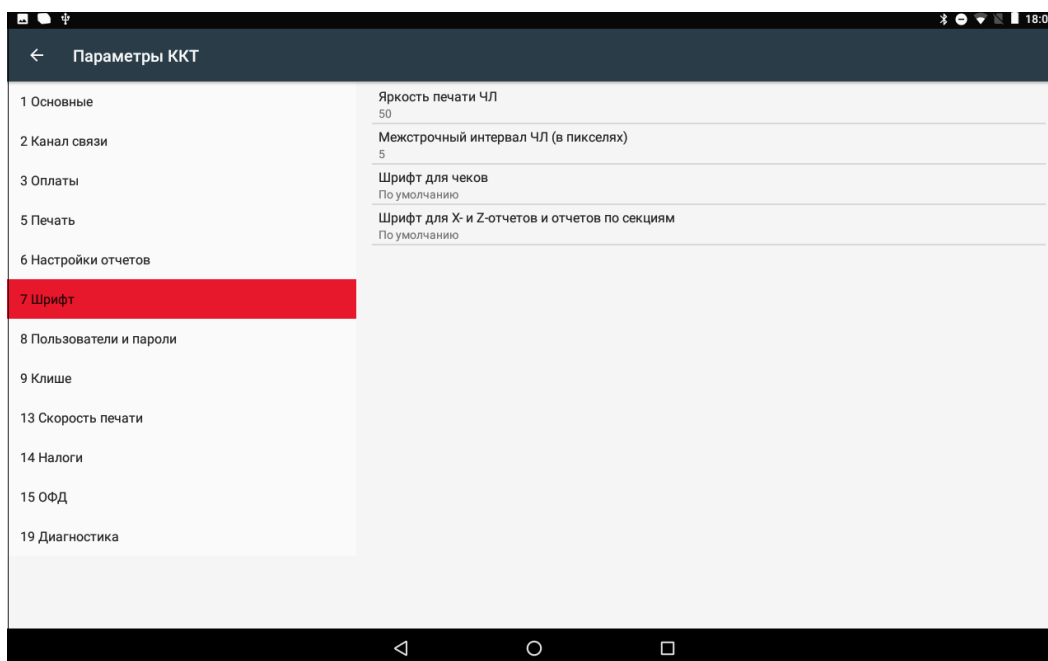 18:0
Параметры ККТ
1 Основные
2 Канал связи
3 Оплаты
5 Печать
6 Настройки отчетов
7 Шрифт
8 Пользователи и пароли
9 Клише
13 Скорость печати
14 Налоги
15 ОФД
19 Диагностика
Яркость печати ЧЛ
50
Межстрочный интервал ЧЛ (в пикселях)
5
Шрифт для чеков
По умолчанию
Шрифт для X- и Z-отчетов и отчетов по секциям
По умолчанию